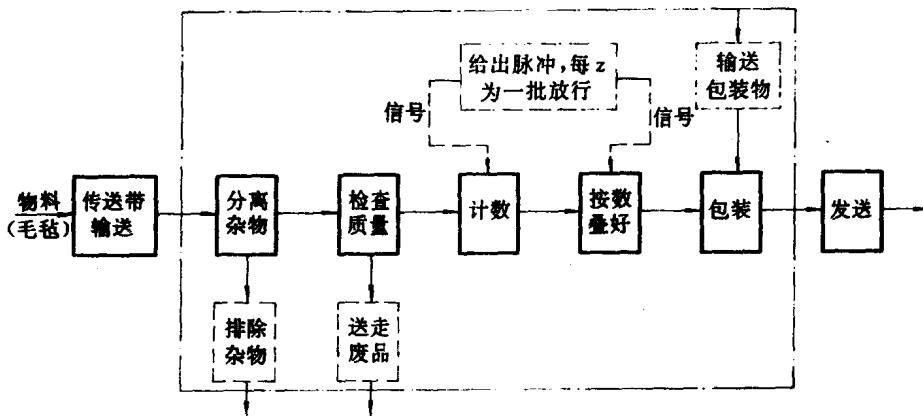 给出脉冲，每z
为一批放行
输送
包装物
信号
信号
物料
(毛毡)
传送带
输送
分离
杂物
检查
质量
计数
按数
叠好
包装
发送
排除
杂物
送走
废品